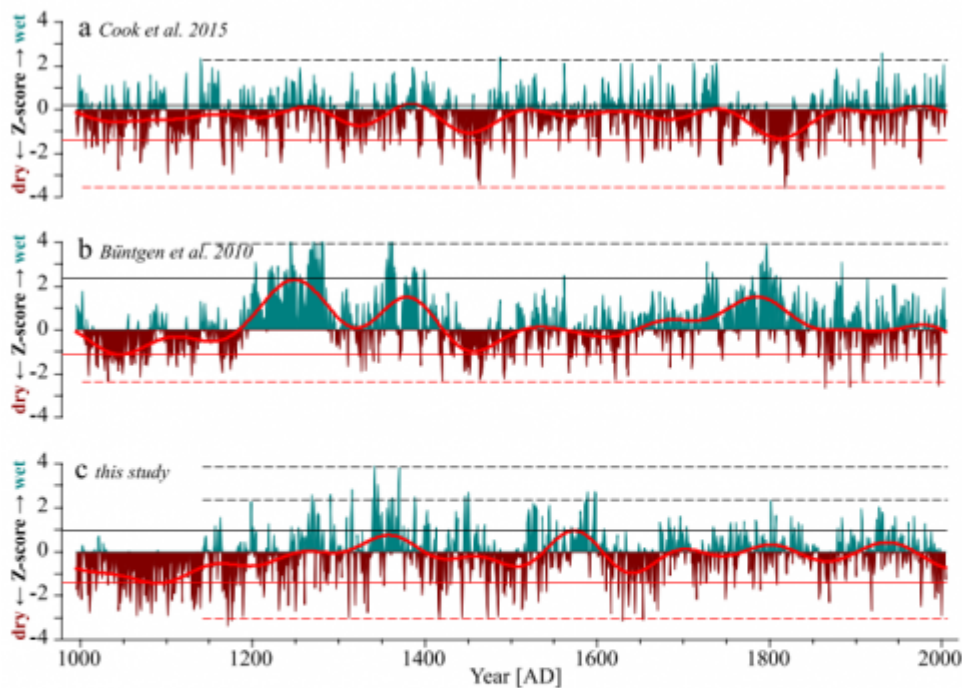 a Cook et al. 2015
dry ← Z-score → wet
4
2
0
-2
-4
b Büntgen et al. 2010
dry ← Z-score → wet
4
2
0
-2
-4
c this study
dry ← Z-score → wet
4
2
0
-2
-4
1000 1200 1400 1600 1800 2000
Year [AD]